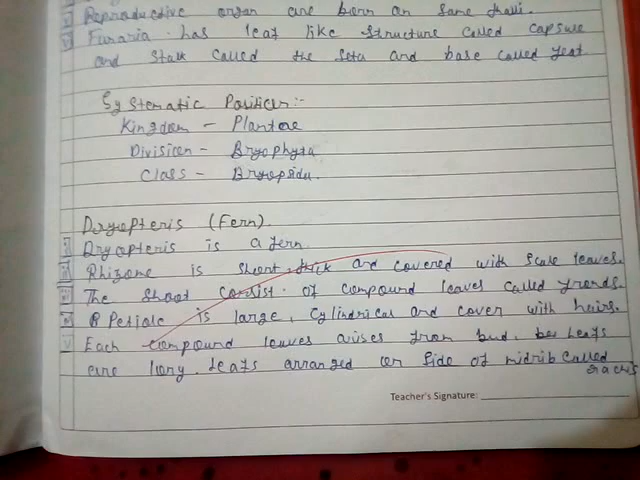 Reproductive organ are born on Same thalli.
Funaria has leaf like structure called capsule
and Stalk called the Seta and base called feet
Systematic Position:-
Kingdom - Plantae
Division - Bryophyta
Class - Bryopsida.
Dryopteris (Fern).
Dryopteris is a fern
Rhizone is short, thick and covered with Scale leaves.
The shoot consist of compound leaves called fronds.
Petiole is large, Cylindrical and cover with hairs.
Each compound leaves arises from bud.
are long leafs arranged on side of midrib called
rachis
Teacher's Signature: